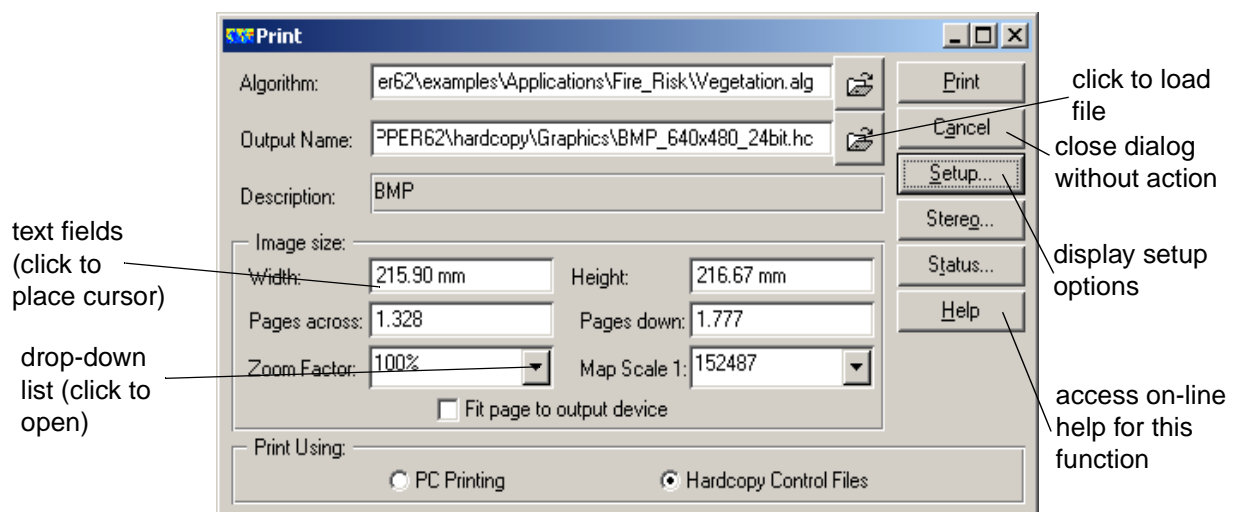 Print
Algorithm: er62\examples\Applications\Fire_Risk\Vegetation.alg
Print
click to load
file
Output Name: PPER62\hardcopy\Graphics\BMP_640x480_24bit.hc
Cancel
close dialog
without action
Description: BMP
Setup...
Stereo...
text fields
(click to
place cursor)
Image size:
Width: 215.90 mm Height: 216.67 mm
Status...
display setup
options
Pages across: 1.328 Pages down: 1.777
Help
drop-down
list (click to
open)
Zoom Factor: 100% Map Scale 1: 152487
Fit page to output device
access on-line
help for this
function
Print Using:
PC Printing Hardcopy Control Files